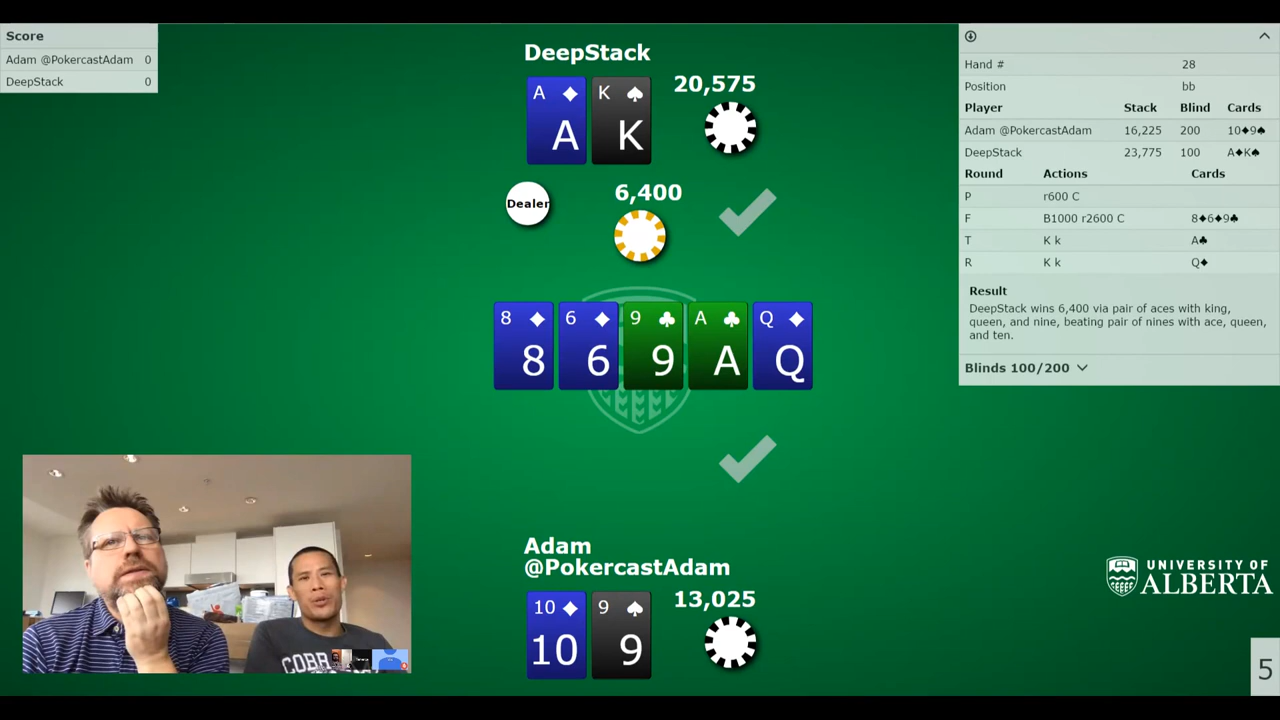 Score
Adam @PokercastAdam 0
DeepStack 0
DeepStack
A♦ K♠ 20,575
A K
Dealer
6,400
8♦ 6♦ 9♣ A♣ Q♦
8 6 9 A Q
Adam
@PokercastAdam
10♦ 9♠ 13,025
10 9
COBRA
Hand # 28
Position bb
Player Stack Blind Cards
Adam @PokercastAdam 16,225 200 10♦9♠
DeepStack 23,775 100 A♦K♠
Round Actions Cards
P r600 C
F B1000 r2600 C 8♦6♦9♣
T K k A♣
R K k Q♦
Result
DeepStack wins 6,400 via pair of aces with king,
queen, and nine, beating pair of nines with ace, queen,
and ten.
Blinds 100/200
UNIVERSITY OF
ALBERTA
5